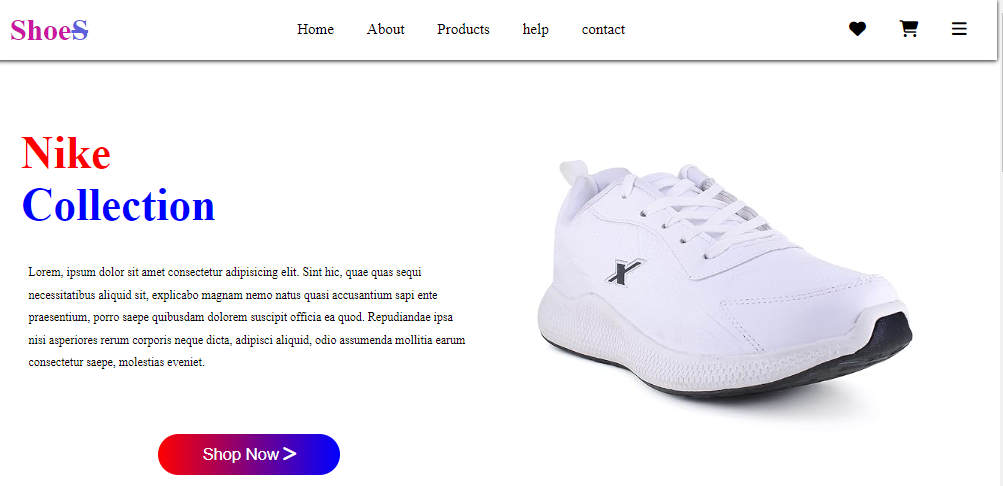 ShoeS Home About Products help contact
Nike
Collection
Lorem, ipsum dolor sit amet consectetur adipisicing elit. Sint hic, quae quas sequi
necessitatibus aliquid sit, explicabo magnam nemo natus quasi accusantium sapi ente
praesentium, porro saepe quibusdam dolorem suscipit officia ea quod. Repudiandae ipsa
nisi asperiores rerum corporis neque dicta, adipisci aliquid, odio assumenda mollitia earum
consectetur saepe, molestias eveniet.
Shop Now >